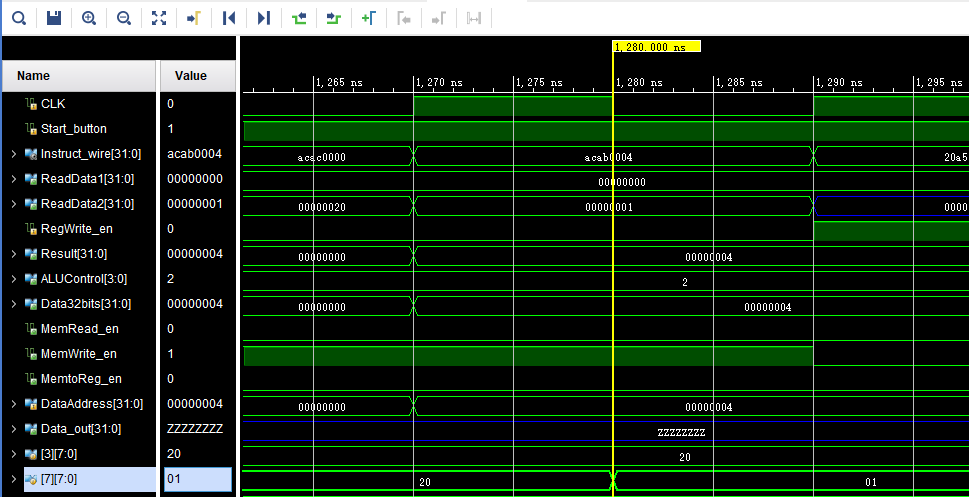 1,280.000 ns
Name Value
1,265 ns 1,270 ns 1,275 ns 1,280 ns 1,285 ns 1,290 ns 1,295 ns
CLK 0
Start_button 1
Instruct_wire[31:0] acab0004 acac0000 acab0004 20a5
ReadData1[31:0] 00000000 00000000
ReadData2[31:0] 00000001 00000020 00000001 0000
RegWrite_en 0
Result[31:0] 00000004 00000000 00000004
ALUControl[3:0] 2 2
Data32bits[31:0] 00000004 00000000 00000004
MemRead_en 0
MemWrite_en 1
MemtoReg_en 0
DataAddress[31:0] 00000004 00000000 00000004
Data_out[31:0] ZZZZZZZZ ZZZZZZZZ
[3][7:0] 20 20
[7][7:0] 01 20 01